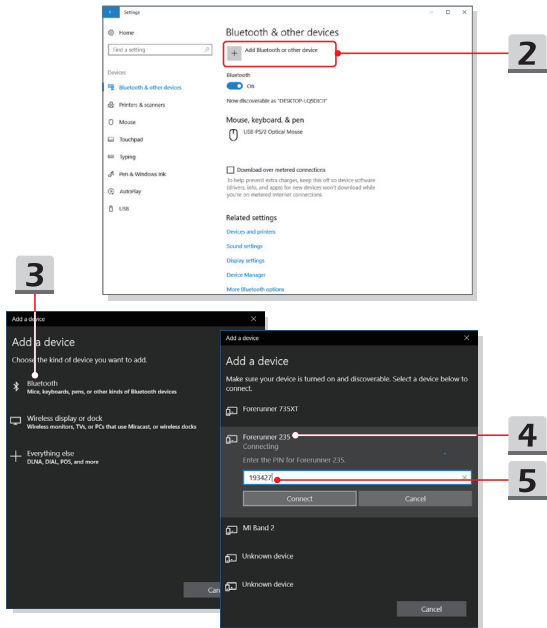 Settings
Home
Find a setting
Devices
Bluetooth & other devices
Printers & scanners
Mouse
Touchpad
Typing
Pen & Windows Ink
AutoPlay
USB
Bluetooth & other devices
Add Bluetooth or other device
Bluetooth
On
Now discoverable as "DESKTOP-LQ5DICIT"
Mouse, keyboard, & pen
USB-PS/2 Optical Mouse
Download over metered connections
To help prevent extra charges, keep this off so device software
(drivers, info, and apps) for new devices won't download while
you're on metered internet connections.
Related settings
Devices and printers
Sound settings
Display settings
Device Manager
More Bluetooth options
2
3
Add a device
Add a device
Choose the kind of device you want to add.
Bluetooth
Mice, keyboards, pens, or other kinds of Bluetooth devices
Wireless display or dock
Wireless monitors, TVs, or PCs that use Miracast, or wireless docks
Everything else
DLNA, DIAL, POS, and more
Can
Add a device
Add a device
Make sure your device is turned on and discoverable. Select a device below to
connect.
Forerunner 735XT
Forerunner 235
Connecting
Enter the PIN for Forerunner 235.
193427
Connect
Cancel
MI Band 2
Unknown device
Unknown device
Cancel
4
5